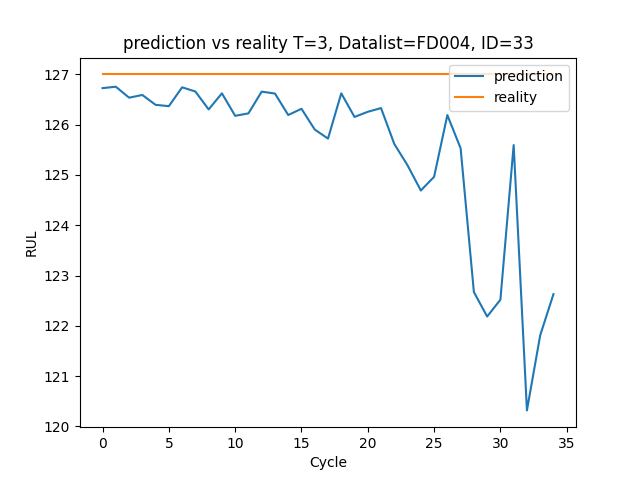 prediction vs reality T=3, Datalist=FD004, ID=33
127
126
125
124
123
122
121
120
RUL
prediction
reality
0 5 10 15 20 25 30 35
Cycle